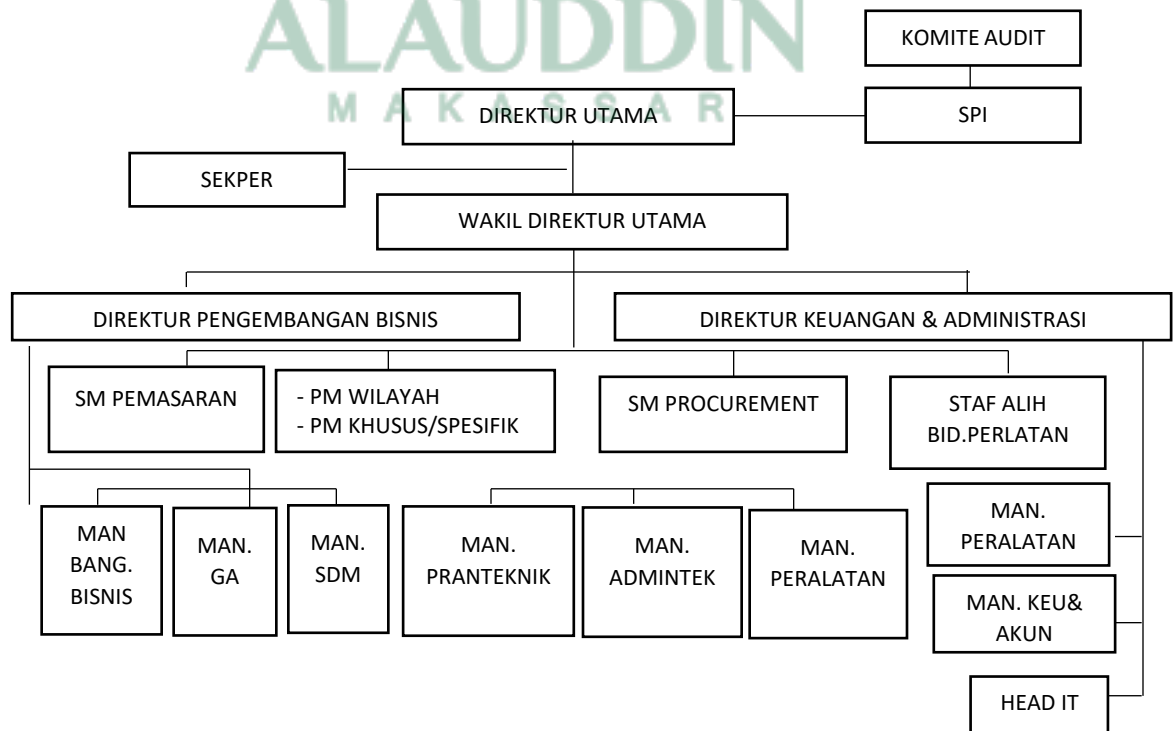 ALAUDDIN
MAKASSAR
KOMITE AUDIT
DIREKTUR UTAMA
SPI
SEKPER
WAKIL DIREKTUR UTAMA
DIREKTUR PENGEMBANGAN BISNIS
DIREKTUR KEUANGAN & ADMINISTRASI
SM PEMASARAN
- PM WILAYAH
- PM KHUSUS/SPESIFIK
SM PROCUREMENT
STAF ALIH
BID.PERLATAN
MAN
BANG.
BISNIS
MAN.
GA
MAN.
SDM
MAN.
PRANTEKNIK
MAN.
ADMINTEK
MAN.
PERALATAN
MAN.
PERALATAN
MAN. KEU&
AKUN
HEAD IT